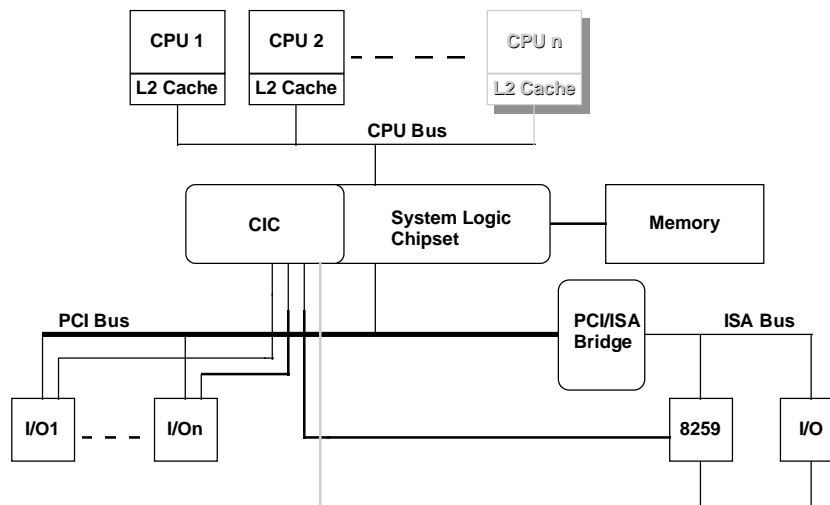 CPU 1
CPU 2
CPU n
L2 Cache
L2 Cache
L2 Cache
CPU Bus
CIC
System Logic
Chipset
Memory
PCI Bus
PCI/ISA
Bridge
ISA Bus
I/O1
I/On
8259
I/O